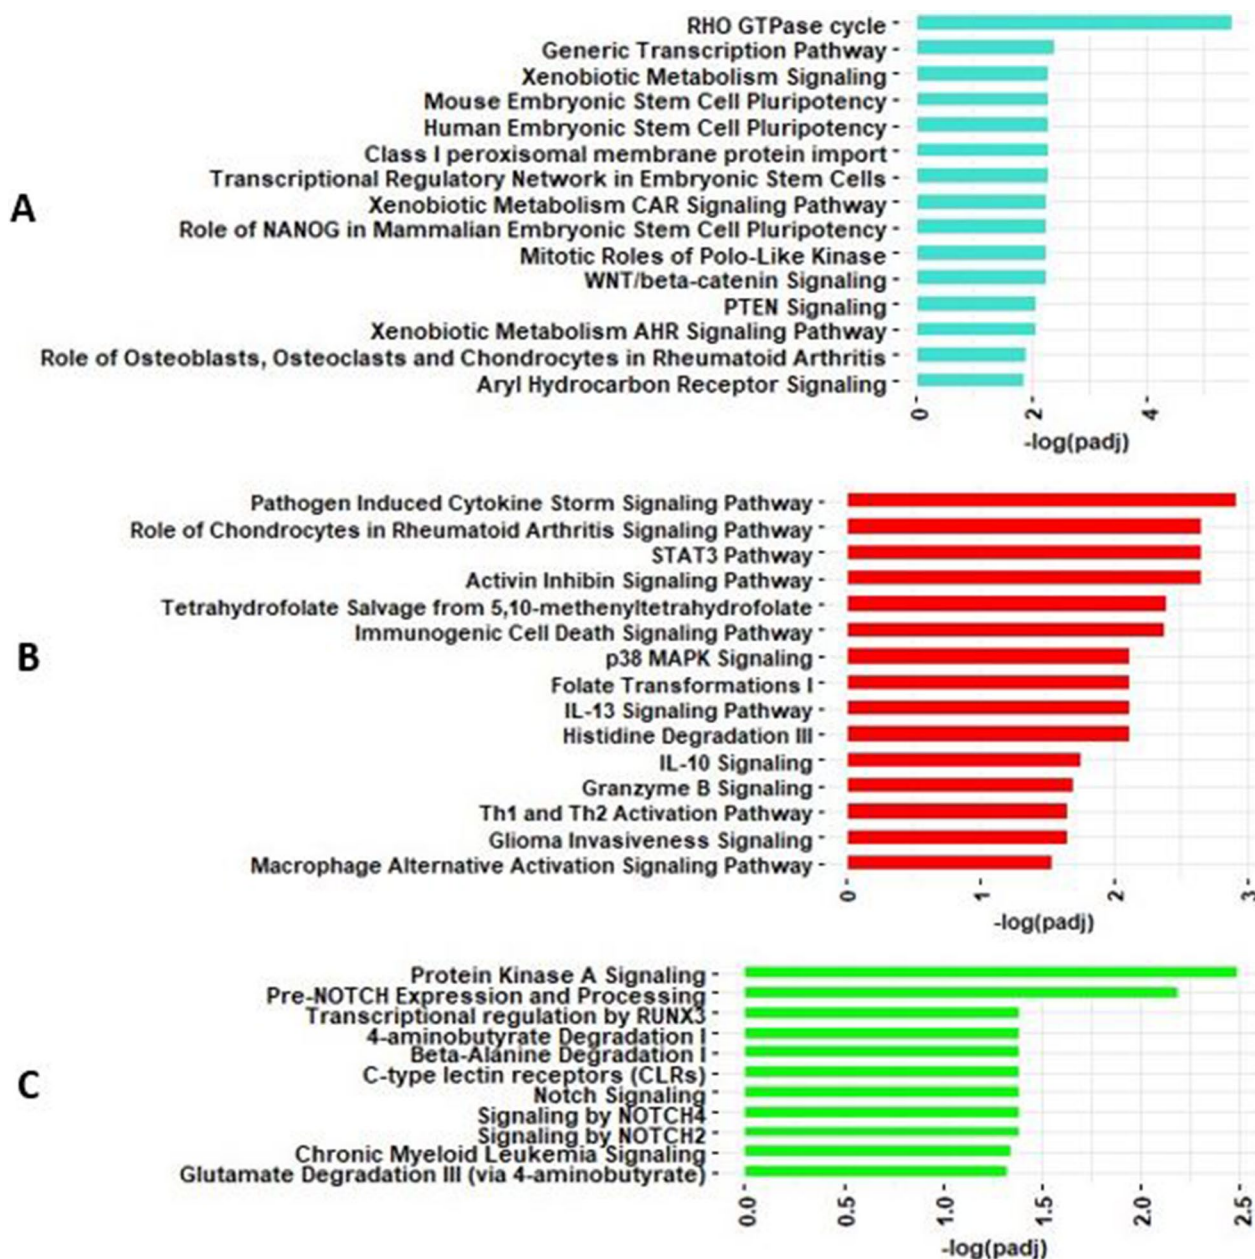 A
RHO GTPase cycle
Generic Transcription Pathway
Xenobiotic Metabolism Signaling
Mouse Embryonic Stem Cell Pluripotency
Human Embryonic Stem Cell Pluripotency
Class I peroxisomal membrane protein import
Transcriptional Regulatory Network in Embryonic Stem Cells
Xenobiotic Metabolism CAR Signaling Pathway
Role of NANOG in Mammalian Embryonic Stem Cell Pluripotency
Mitotic Roles of Polo-Like Kinase
WNT/beta-catenin Signaling
PTEN Signaling
Xenobiotic Metabolism AHR Signaling Pathway
Role of Osteoblasts, Osteoclasts and Chondrocytes in Rheumatoid Arthritis
Aryl Hydrocarbon Receptor Signaling
0 2 4
-log(padj)
B
Pathogen Induced Cytokine Storm Signaling Pathway
Role of Chondrocytes in Rheumatoid Arthritis Signaling Pathway
STAT3 Pathway
Activin Inhibin Signaling Pathway
Tetrahydrofolate Salvage from 5,10-methenyltetrahydrofolate
Immunogenic Cell Death Signaling Pathway
p38 MAPK Signaling
Folate Transformations I
IL-13 Signaling Pathway
Histidine Degradation III
IL-10 Signaling
Granzyme B Signaling
Th1 and Th2 Activation Pathway
Glioma Invasiveness Signaling
Macrophage Alternative Activation Signaling Pathway
0 1 2 3
-log(padj)
C
Protein Kinase A Signaling
Pre-NOTCH Expression and Processing
Transcriptional regulation by RUNX3
4-aminobutyrate Degradation I
Beta-Alanine Degradation I
C-type lectin receptors (CLRs)
Notch Signaling
Signaling by NOTCH4
Signaling by NOTCH2
Chronic Myeloid Leukemia Signaling
Glutamate Degradation III (via 4-aminobutyrate)
0.0 0.5 1.0 1.5 2.0 2.5
-log(padj)